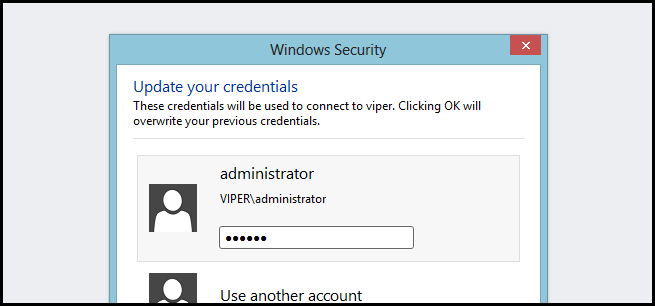 Windows Security
Update your credentials
These credentials will be used to connect to viper. Clicking OK will
overwrite your previous credentials.
administrator
VIPER\administrator
••••••
Use another account